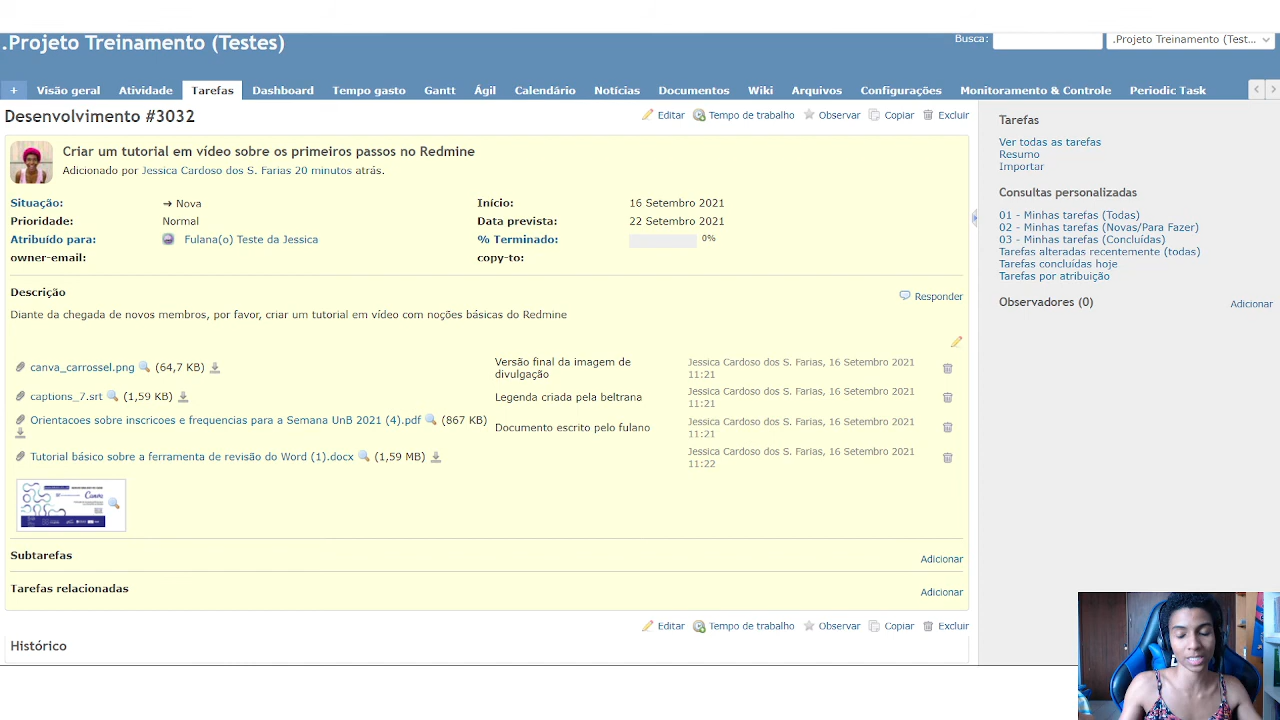 .Projeto Treinamento (Testes)
Busca:
.Projeto Treinamento (Test...
+ Visão geral Atividade Tarefas Dashboard Tempo gasto Gantt Ágil Calendário Notícias Documentos Wiki Arquivos Configurações Monitoramento & Controle Periodic Task
Desenvolvimento #3032
Editar Tempo de trabalho Observar Copiar Excluir
Criar um tutorial em vídeo sobre os primeiros passos no Redmine
Adicionado por Jessica Cardoso dos S. Farias 20 minutos atrás.
Situação: → Nova
Início: 16 Setembro 2021
Prioridade: Normal
Data prevista: 22 Setembro 2021
Atribuído para: Fulana(o) Teste da Jessica
% Terminado: 0%
owner-email:
copy-to:
Descrição
Responder
Diante da chegada de novos membros, por favor, criar um tutorial em vídeo com noções básicas do Redmine
canva_carrossel.png (64,7 KB)
Versão final da imagem de
divulgação
Jessica Cardoso dos S. Farias, 16 Setembro 2021
11:21
captions_7.srt (1,59 KB)
Legenda criada pela beltrana
Jessica Cardoso dos S. Farias, 16 Setembro 2021
11:21
Orientacoes sobre inscricoes e frequencias para a Semana UnB 2021 (4).pdf (867 KB)
Documento escrito pelo fulano
Jessica Cardoso dos S. Farias, 16 Setembro 2021
11:21
Tutorial básico sobre a ferramenta de revisão do Word (1).docx (1,59 MB)
Jessica Cardoso dos S. Farias, 16 Setembro 2021
11:22
Canva
Subtarefas
Adicionar
Tarefas relacionadas
Adicionar
Editar Tempo de trabalho Observar Copiar Excluir
Histórico
Tarefas
Ver todas as tarefas
Resumo
Importar
Consultas personalizadas
01 - Minhas tarefas (Todas)
02 - Minhas tarefas (Novas/Para Fazer)
03 - Minhas tarefas (Concluídas)
Tarefas alteradas recentemente (todas)
Tarefas concluídas hoje
Tarefas por atribuição
Observadores (0)
Adicionar